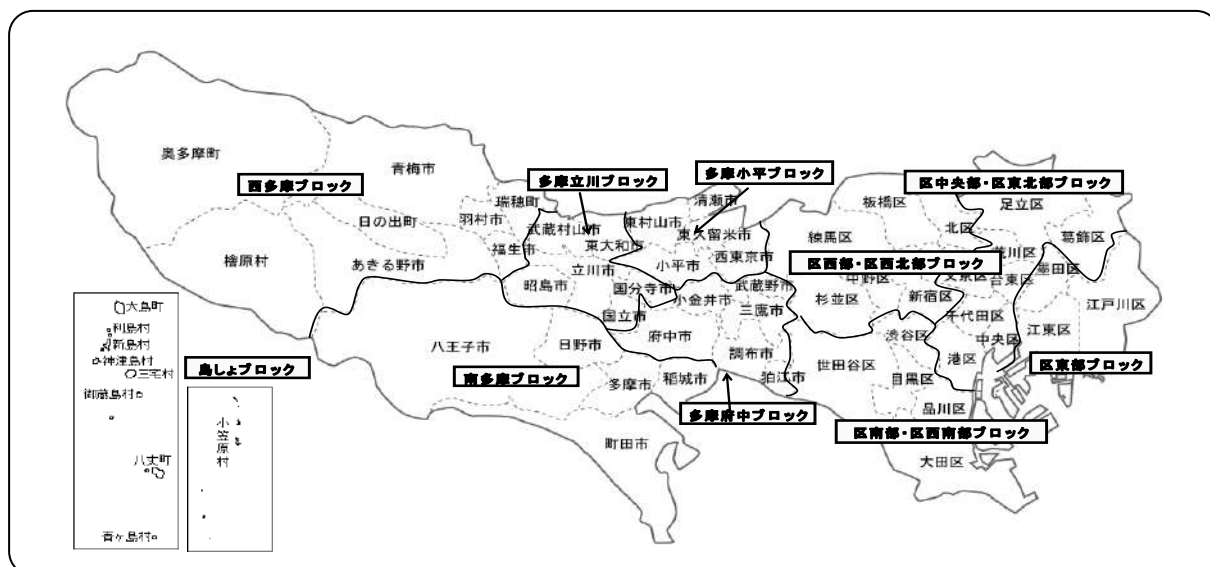 奥多摩町
青梅市
西多摩ブロック
瑞穂町
日の出町
羽村市
福生市
檜原村
あきる野市
多摩立川ブロック
武蔵村山市
東大和市
立川市
昭島市
国分寺市
国立市
多摩小平ブロック
清瀬市
東村山市
東久留米市
小平市
西東京市
武蔵野市
小金井市
三鷹市
府中市
調布市
狛江市
多摩府中ブロック
八王子市
日野市
南多摩ブロック
多摩市
稲城市
町田市
板橋区
練馬区
北区
区西部・区西北部ブロック
中野区
杉並区
新宿区
区中央部・区東北部ブロック
足立区
葛飾区
荒川区
文京区
台東区
墨田区
千代田区
中央区
港区
江戸川区
江東区
区東部ブロック
渋谷区
世田谷区
目黒区
品川区
区南部・区西南部ブロック
大田区
島しょブロック
大島町
利島村
新島村
神津島村
三宅村
御蔵島村
八丈町
青ヶ島村
小笠原村